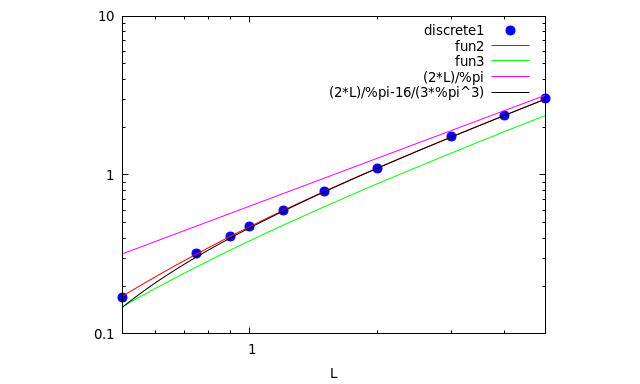 10
discrete1
fun2
fun3
(2*L)/%pi
(2*L)/%pi-16/(3*%pi^3)
1
0.1
1
L